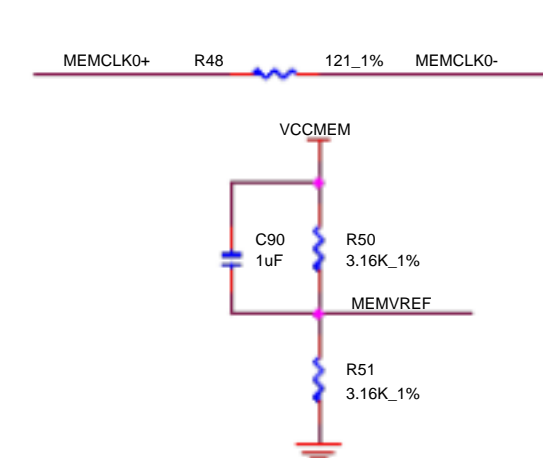 MEMCLK0+ R48 121_1% MEMCLK0-
VCCMEM
C90 R50
1uF 3.16K_1%
MEMVREF
R51
3.16K_1%